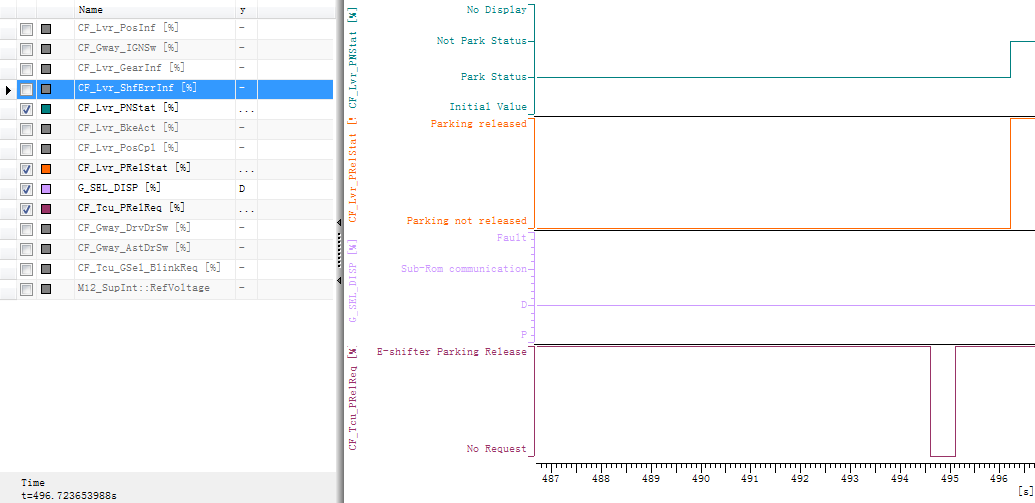 Name y
CF_Lvr_PosInf [%] -
CF_Gway_IGNSw [%] -
CF_Lvr_GearInf [%] -
CF_Lvr_ShfErrInf [%] -
CF_Lvr_PNStat [%] ...
CF_Lvr_BkeAct [%] -
CF_Lvr_PosCpl [%] -
CF_Lvr_PRelStat [%] ...
G_SEL_DISP [%] D
CF_Tcu_PRelReq [%] ...
CF_Gway_DrvDrSw [%] -
CF_Gway_AstDrSw [%] -
CF_Tcu_GSel_BlinkReq [%] -
M12_SupInt::RefVoltage -
Time
t=496.723653988s
CF_Lvr_PNStat [%]
No Display
Not Park Status
Park Status
Initial Value
CF_Lvr_PRelStat [%
Parking released
Parking not released
G_SEL_DISP [%]
Fault
Sub-Rom communication
D
P
CF_Tcu_PRelReq [%
E-shifter Parking Release
No Request
487 488 489 490 491 492 493 494 495 496
[s]